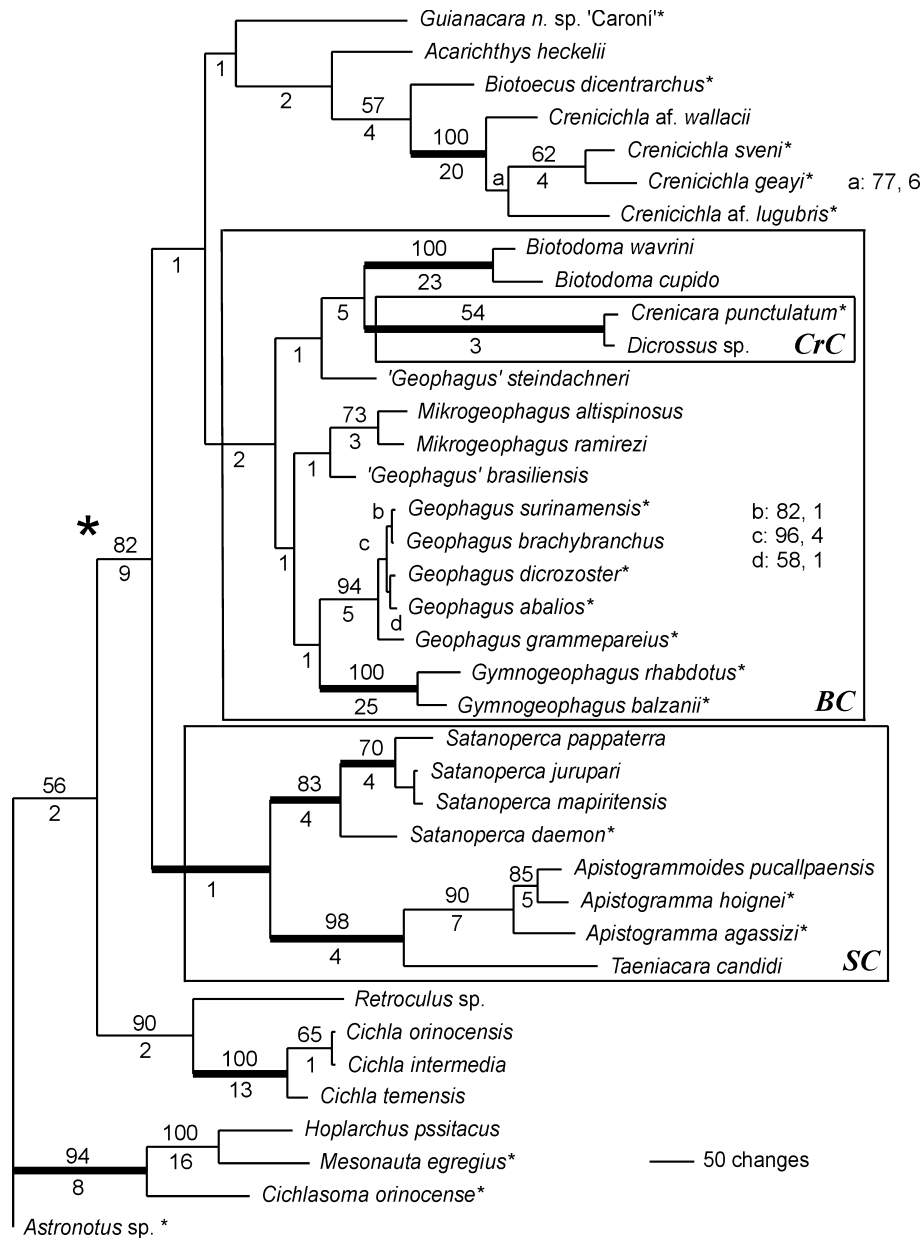 Guianacara n. sp. 'Caroní'*
1
Acarichthys heckelii
2
Biotoecus dicentrarchus*
57
4
Crenicichla af. wallacii
100
20
Crenicichla sveni*
62
4
a
Crenicichla geayi*
a: 77, 6
Crenicichla af. lugubris*
1
Biotodoma wavrini
100
23
Biotodoma cupido
5
Crenicara punctulatum*
54
3
Dicrossus sp.
CrC
1
'Geophagus' steindachneri
Mikrogeophagus altispinosus
73
3
Mikrogeophagus ramirezi
2
1
'Geophagus' brasiliensis
b
Geophagus surinamensis*
b: 82, 1
c
Geophagus brachybranchus
c: 96, 4
*
82
9
1
d: 58, 1
Geophagus dicrozoster*
94
5
Geophagus abalios*
d
Geophagus grammepareius*
1
Gymnogeophagus rhabdotus*
100
25
Gymnogeophagus balzanii*
BC
Satanoperca pappaterra
70
4
Satanoperca jurupari
83
4
Satanoperca mapiritensis
56
2
Satanoperca daemon*
Apistogrammoides pucallpaensis
85
5
1
Apistogramma hoignei*
90
7
98
4
Apistogramma agassizi*
Taeniacara candidi
SC
Retroculus sp.
90
2
Cichla orinocensis
65
1
Cichla intermedia
100
13
Cichla temensis
Hoplarchus pssitacus
100
16
94
8
Mesonauta egregius*
50 changes
Cichlasoma orinocense*
Astronotus sp. *